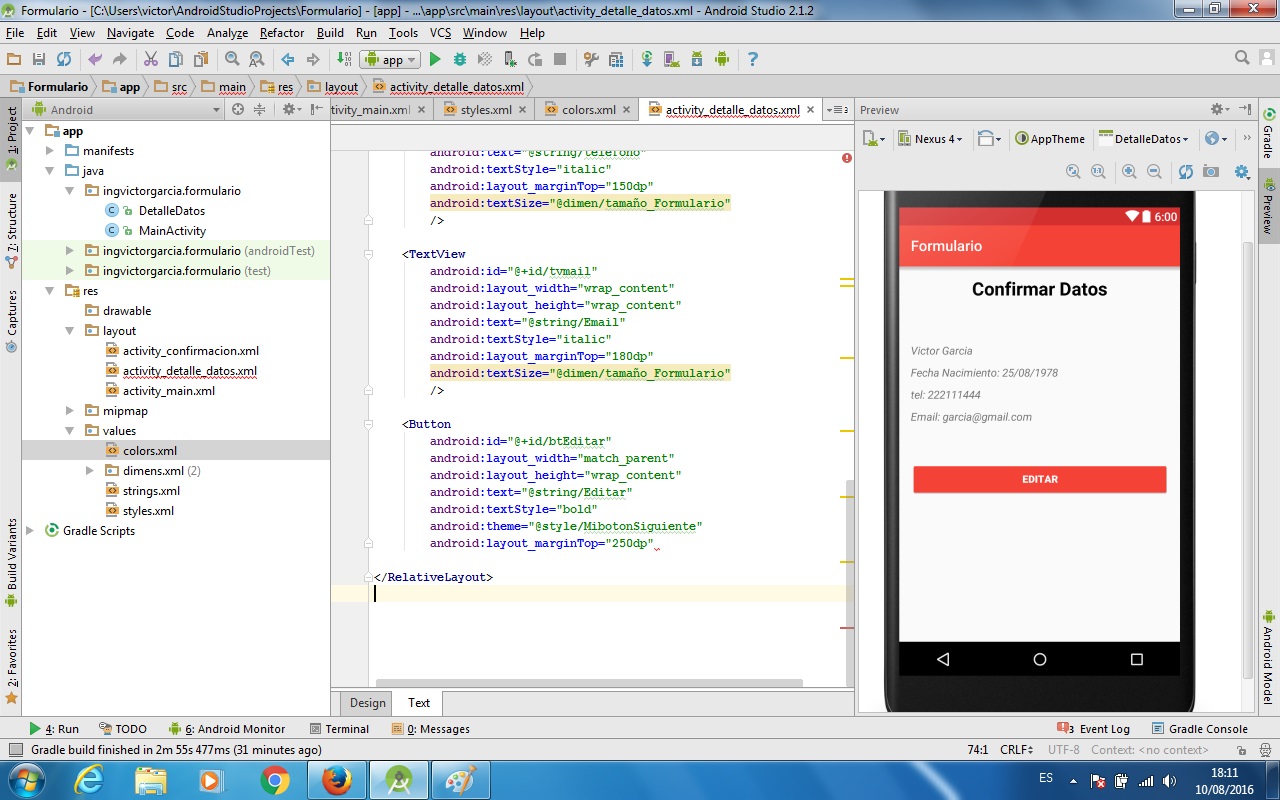 Formulario - [C:\Users\victor\AndroidStudioProjects\Formulario] - [app] - ...\app\src\main\res\layout\activity_detalle_datos.xml - Android Studio 2.1.2
File Edit View Navigate Code Analyze Refactor Build Run Tools VCS Window Help
app
Formulario app src main res layout activity_detalle_datos.xml
Android
tivity_main.xml styles.xml colors.xml activity_detalle_datos.xml
Preview
1: Project
7: Structure
Captures
Build Variants
2: Favorites
app
manifests
java
ingvictorgarcia.formulario
DetalleDatos
MainActivity
ingvictorgarcia.formulario (androidTest)
ingvictorgarcia.formulario (test)
res
drawable
layout
activity_confirmacion.xml
activity_detalle_datos.xml
activity_main.xml
mipmap
values
colors.xml
dimens.xml (2)
strings.xml
styles.xml
Gradle Scripts
android:text="@string/telefono"
android:textStyle="italic"
android:layout_marginTop="150dp"
android:textSize="@dimen/tamaño_Formulario"
/>
<TextView
android:id="@+id/tvmail"
android:layout_width="wrap_content"
android:layout_height="wrap_content"
android:text="@string/Email"
android:textStyle="italic"
android:layout_marginTop="180dp"
android:textSize="@dimen/tamaño_Formulario"
/>
<Button
android:id="@+id/btEditar"
android:layout_width="match_parent"
android:layout_height="wrap_content"
android:text="@string/Editar"
android:textStyle="bold"
android:theme="@style/MibotonSiguiente"
android:layout_marginTop="250dp"
</RelativeLayout>
Design Text
Nexus 4 AppTheme DetalleDatos
6:00
Formulario
Confirmar Datos
Victor Garcia
Fecha Nacimiento: 25/08/1978
tel: 222111444
Email: garcia@gmail.com
EDITAR
Gradle
Preview
Android Model
4: Run TODO 6: Android Monitor Terminal 0: Messages 3 Event Log Gradle Console
Gradle build finished in 2m 55s 477ms (31 minutes ago) 74:1 CRLF UTF-8 Context: <no context>
ES
18:11
10/08/2016